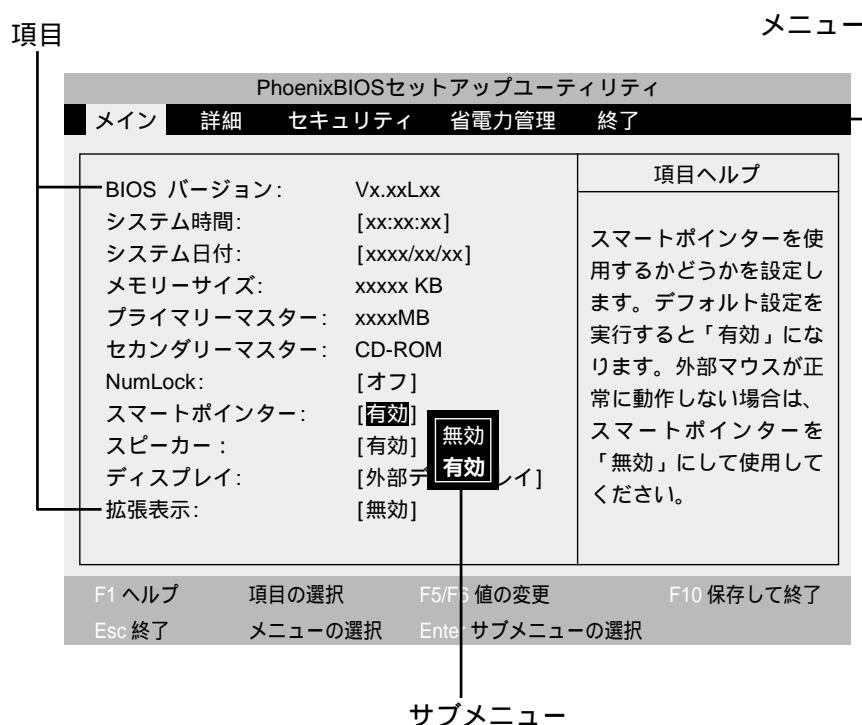 項目
メニュー
PhoenixBIOSセットアップユーティリティ
メイン 詳細 セキュリティ 省電力管理 終了
BIOS バージョン: Vx.xxLxx
システム時間: [xx:xx:xx]
システム日付: [xxxx/xx/xx]
メモリーサイズ: xxxxx KB
プライマリーマスター: xxxxMB
セカンダリーマスター: CD-ROM
NumLock: [オフ]
スマートポインター: [有効]
スピーカー: [有効]
ディスプレイ: [外部デ レイ]
拡張表示: [無効]
無効
有効
項目ヘルプ
スマートポインターを使
用するかどうかを設定し
ます。デフォルト設定を
実行すると「有効」にな
ります。外部マウスが正
常に動作しない場合は、
スマートポインターを
「無効」にして使用して
ください。
F1 ヘルプ 項目の選択 F5/F6 値の変更 F10 保存して終了
Esc 終了 メニューの選択 Enter サブメニューの選択
サブメニュー